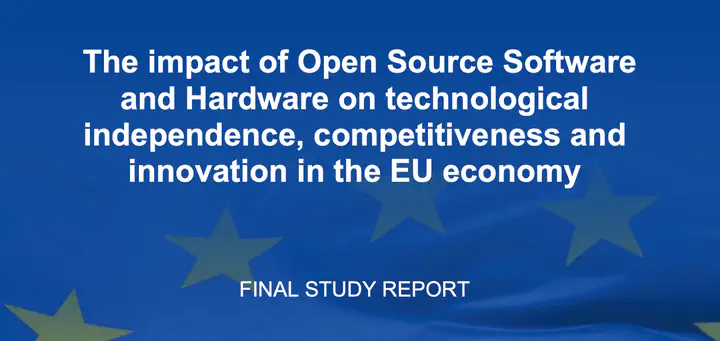 The impact of Open Source Software
and Hardware on technological
independence, competitiveness and
innovation in the EU economy
FINAL STUDY REPORT